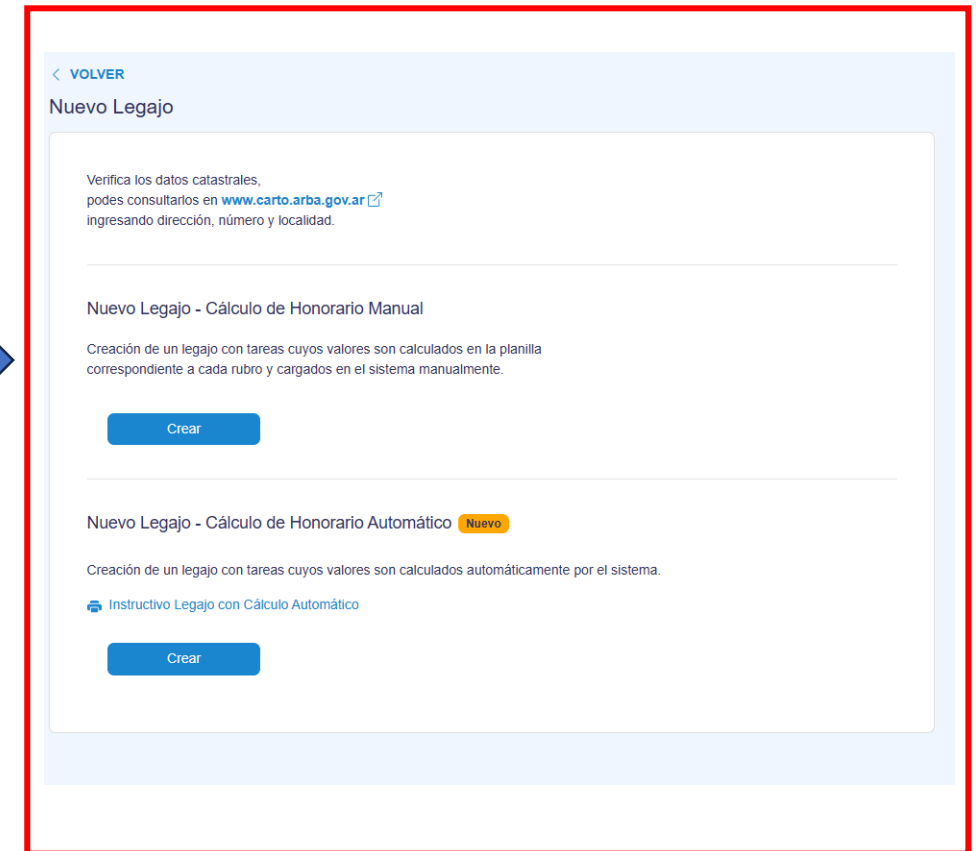 VOLVER
Nuevo Legajo
Verifica los datos catastrales,
podes consultarlos en www.carto.arba.gov.ar
ingresando dirección, número y localidad.
Nuevo Legajo - Cálculo de Honorario Manual
Creación de un legajo con tareas cuyos valores son calculados en la planilla
correspondiente a cada rubro y cargados en el sistema manualmente.
Crear
Nuevo Legajo - Cálculo de Honorario Automático Nuevo
Creación de un legajo con tareas cuyos valores son calculados automáticamente por el sistema.
Instructivo Legajo con Cálculo Automático
Crear